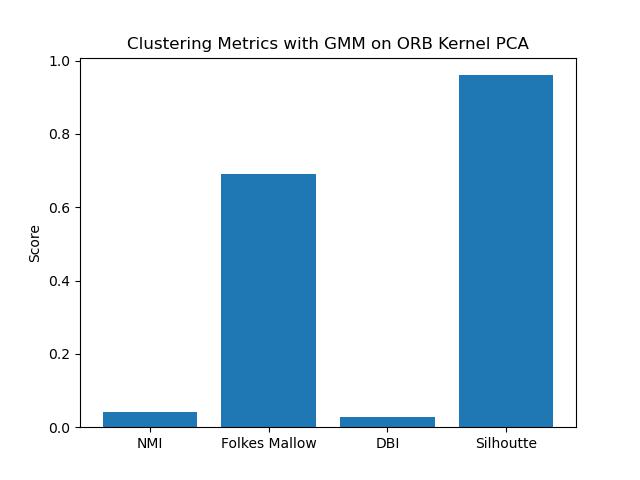 Clustering Metrics with GMM on ORB Kernel PCA
1.0
0.8
0.6
0.4
0.2
0.0
Score
NMI
Folkes Mallow
DBI
Silhoutte